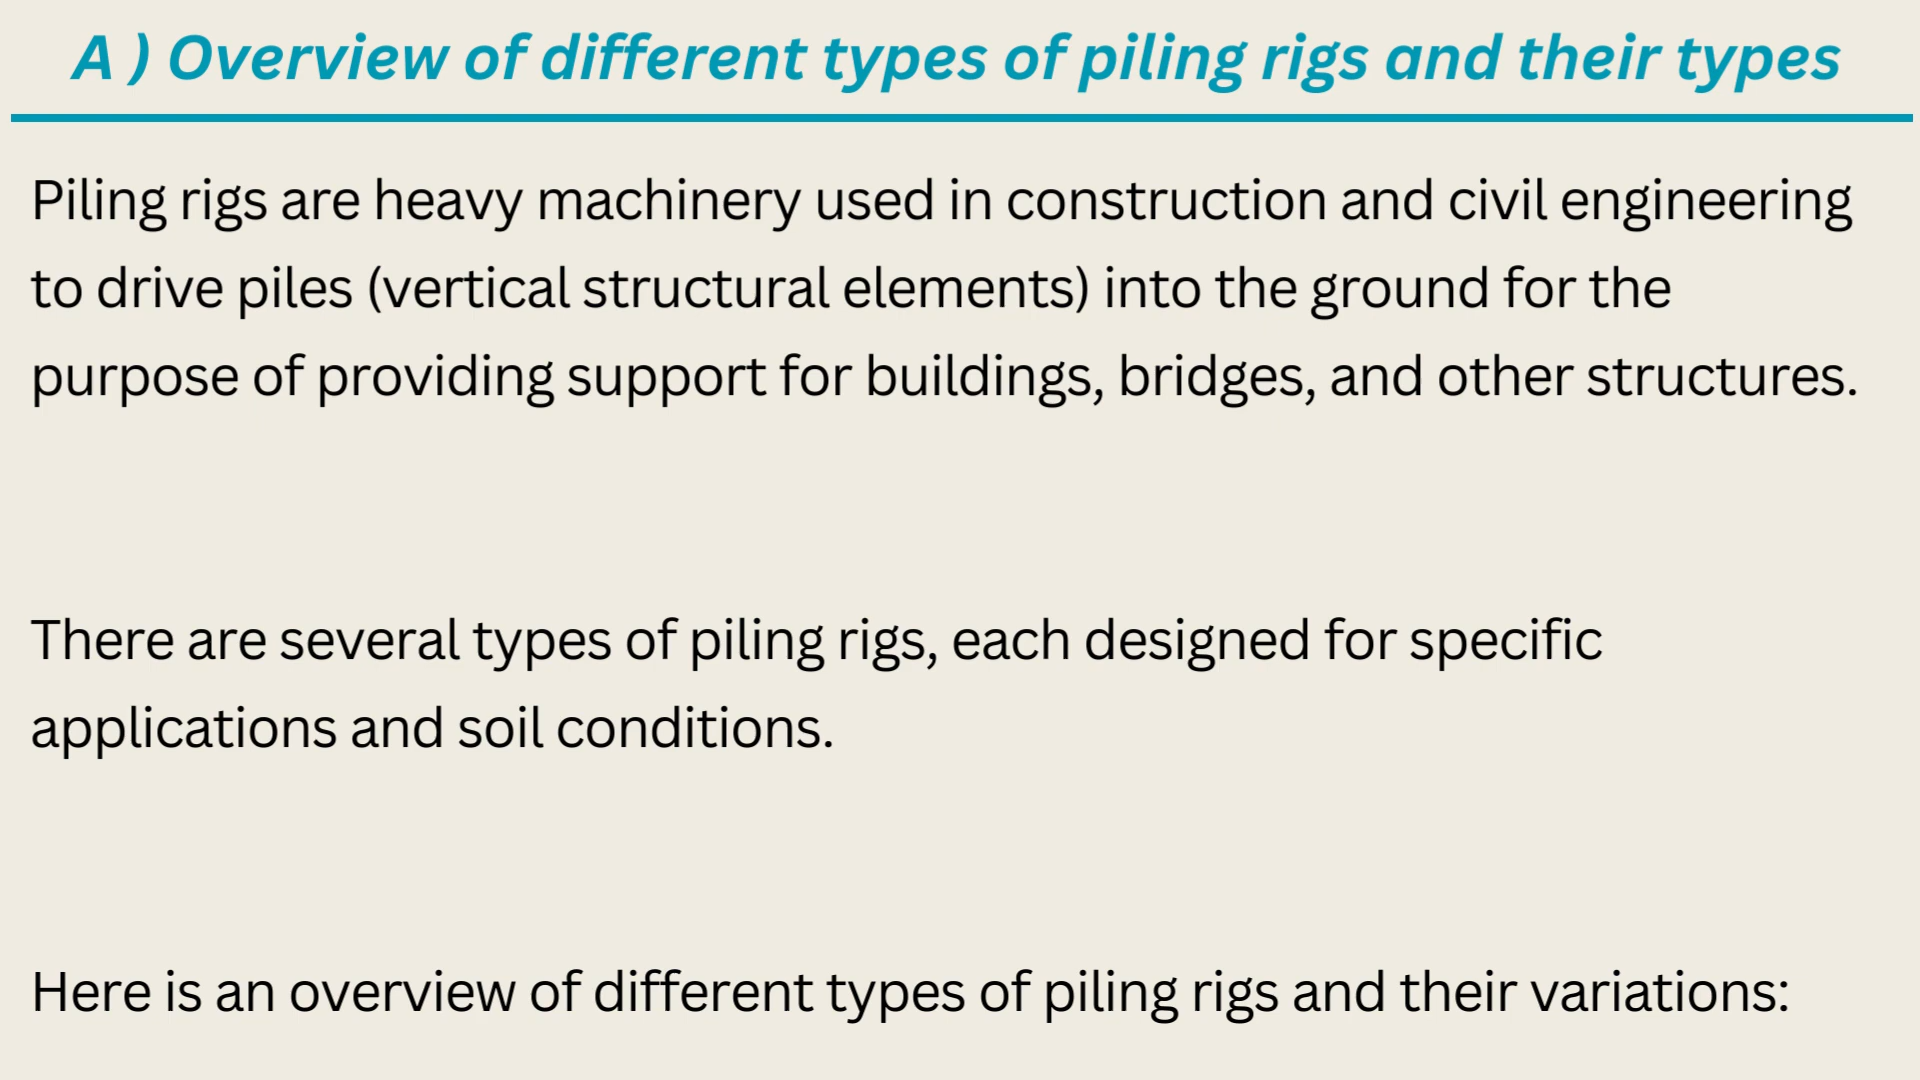 A ) Overview of different types of piling rigs and their types
Piling rigs are heavy machinery used in construction and civil engineering
to drive piles (vertical structural elements) into the ground for the
purpose of providing support for buildings, bridges, and other structures.
There are several types of piling rigs, each designed for specific
applications and soil conditions.
Here is an overview of different types of piling rigs and their variations: